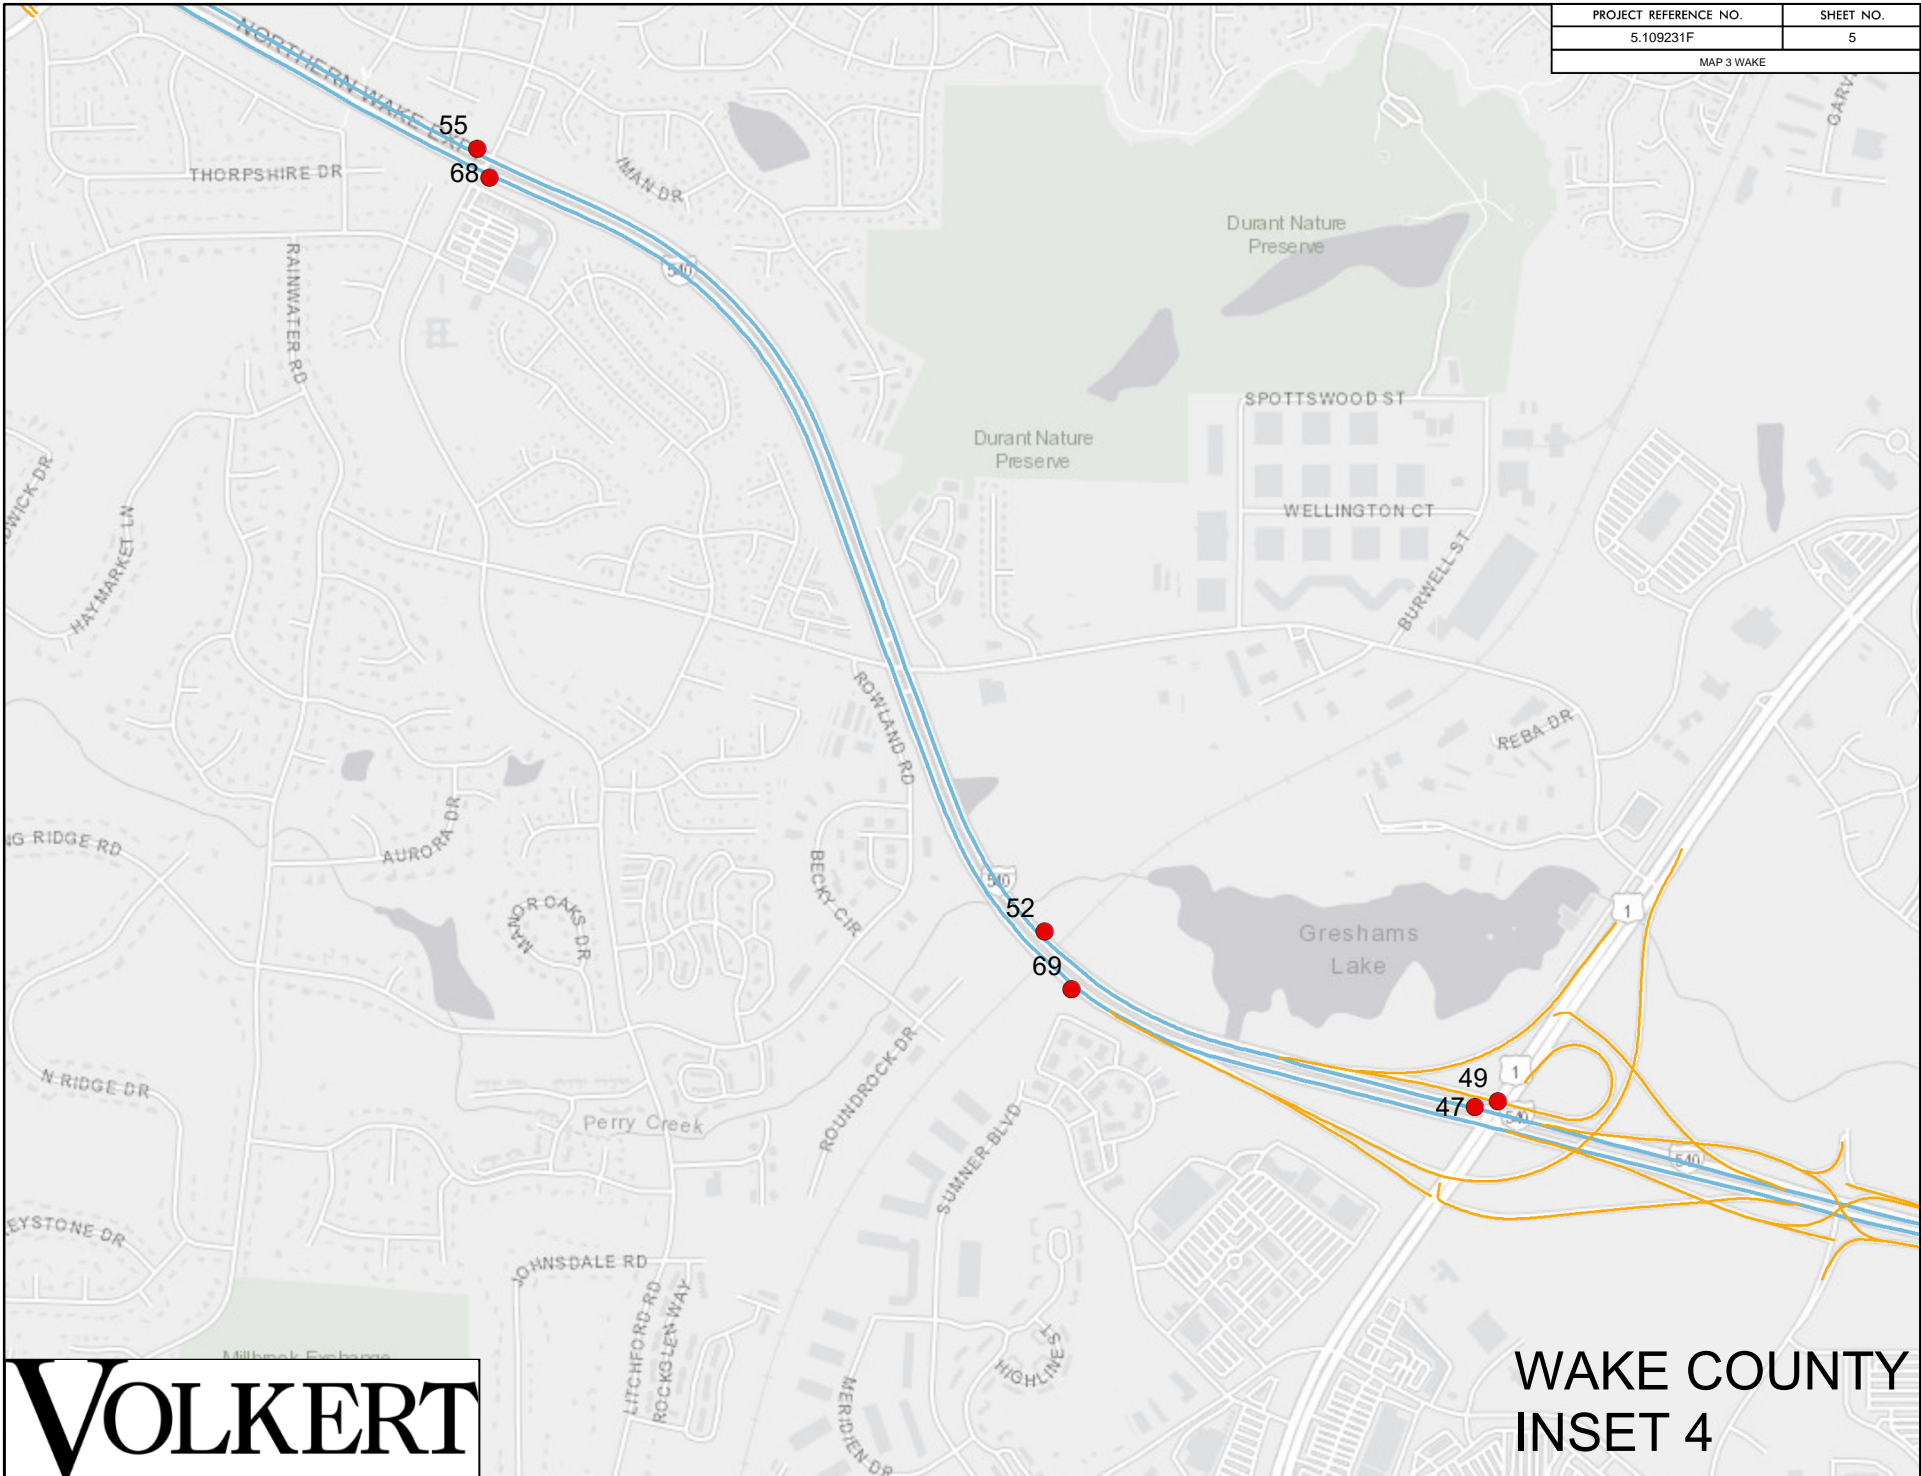 PROJECT REFERENCE NO.
SHEET NO.
5.109231F
5
MAP 3 WAKE
NORTHERN WAKE EXP
55
68
THORPSHIRE DR
IMAN DR
540
RAINWATER RD
Durant Nature
Preserve
Durant Nature
Preserve
SPOTTSWOOD ST
WELLINGTON CT
BURWELL ST
HAYMARKET LN
ROWLAND RD
REBA DR
NG RIDGE RD
AURORA DR
MANOR OAKS DR
BECKY CIR
540
52
69
Greshams
Lake
1
1
49
47
540
540
N RIDGE DR
Perry Creek
ROUNDROCK DR
SUMNER BLVD
EYSTONE DR
JOHNSDALE RD
LITCHFORD RD
ROCKGLEN WAY
HIGHLINE ST
MERIDIEN DR
Millbrook Exchange
VOLKERT
WAKE COUNTY
INSET 4